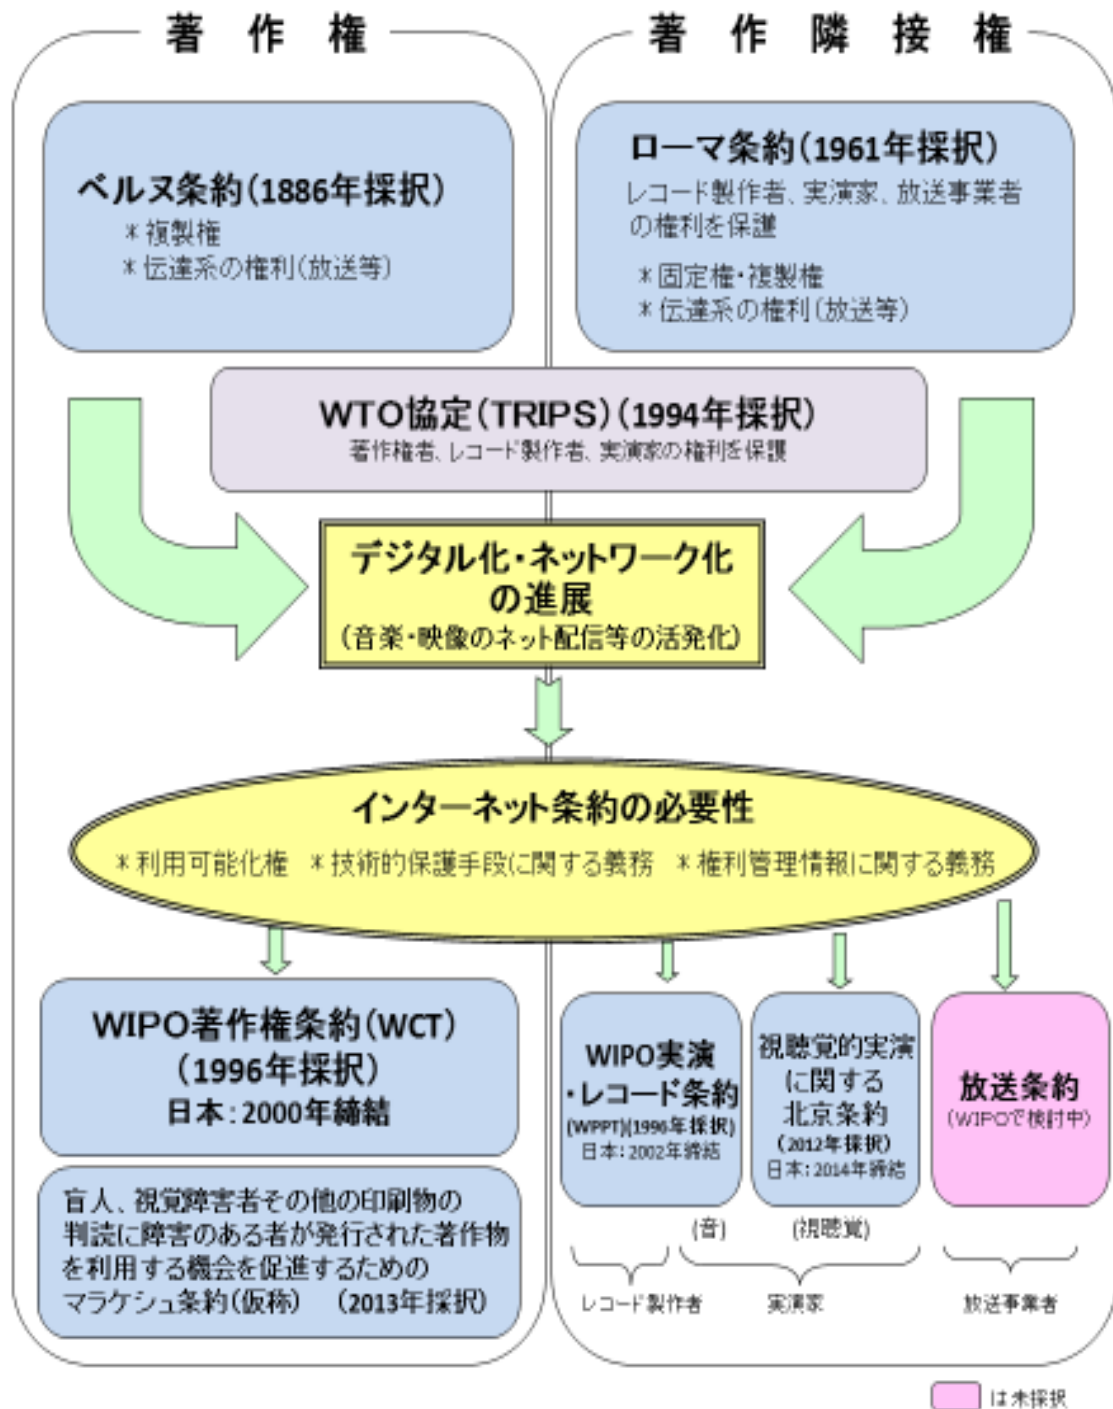 著作権
著作隣接権
ベルヌ条約(1886年採択)
＊複製権
＊伝達系の権利(放送等)
ローマ条約(1961年採択)
レコード製作者、実演家、放送事業者
の権利を保護
＊固定権・複製権
＊伝達系の権利(放送等)
WTO協定(TRIPS)(1994年採択)
著作権者、レコード製作者、実演家の権利を保護
デジタル化・ネットワーク化
の進展
(音楽・映像のネット配信等の活発化)
インターネット条約の必要性
＊利用可能化権　＊技術的保護手段に関する義務　＊権利管理情報に関する義務
WIPO著作権条約(WCT)
(1996年採択)
日本：2000年締結
盲人、視覚障害者その他の印刷物の
判読に障害のある者が発行された著作物
を利用する機会を促進するための
マラケシュ条約(仮称)　(2013年採択)
WIPO実演
・レコード条約
(WPPT)(1996年採択)
日本：2002年締結
視聴覚的実演
に関する
北京条約
(2012年採択)
日本：2014年締結
放送条約
(WIPOで検討中)
(音)
(視聴覚)
レコード製作者
実演家
放送事業者
は未採択